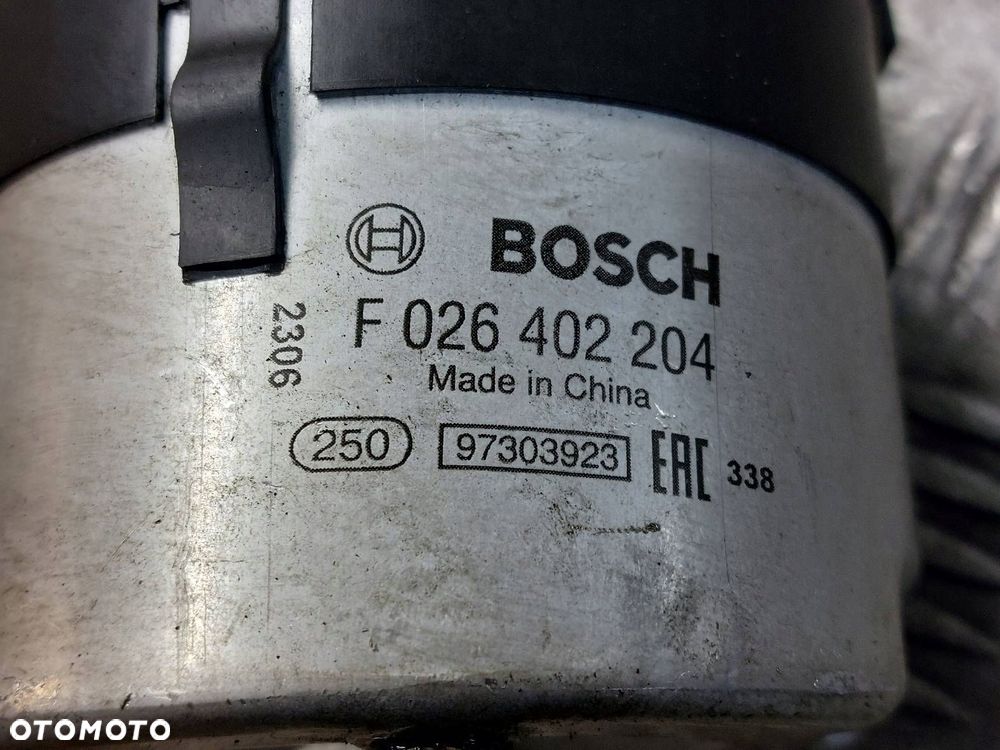 BOSCH
F 026 402 204
2306
Made in China
250 97303923 EAC 338
OTOMOTO